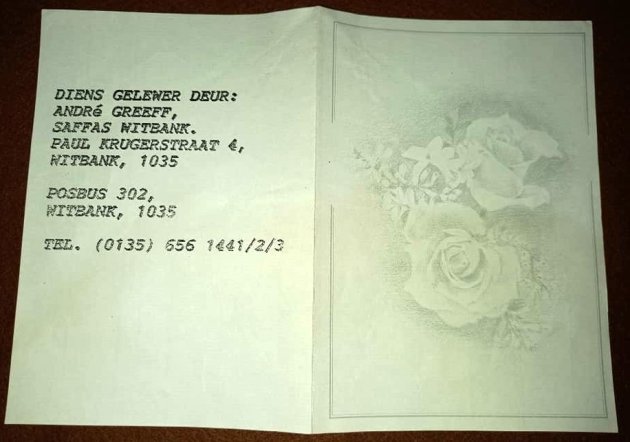 DIENS GELEWER DEUR:
ANDRé GREEFF,
SAFFAS WITBANK.
PAUL KRUGERSTRAAT 4,
WITBANK, 1035
POSBUS 302,
WITBANK, 1035
TEL. (0135) 656 1441/2/3